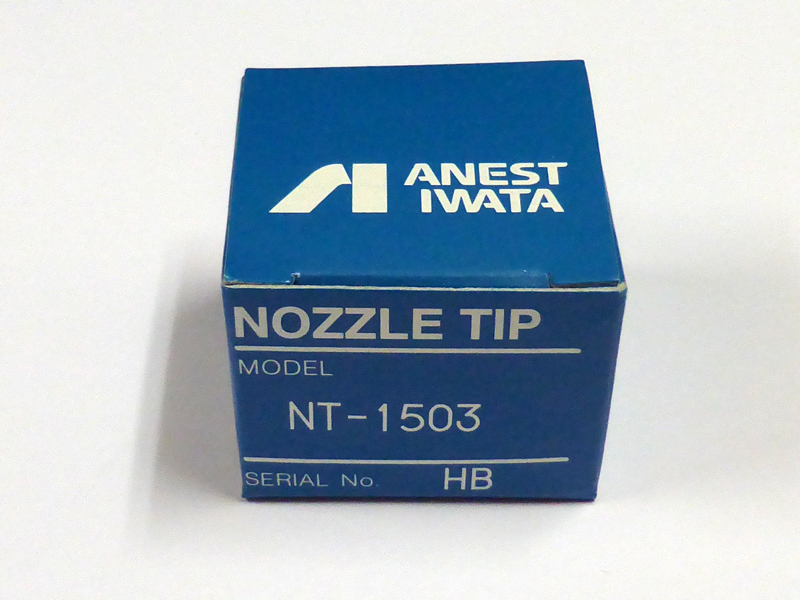 ANEST
IWATA
NOZZLE TIP
MODEL
NT-1503
SERIAL No. HB